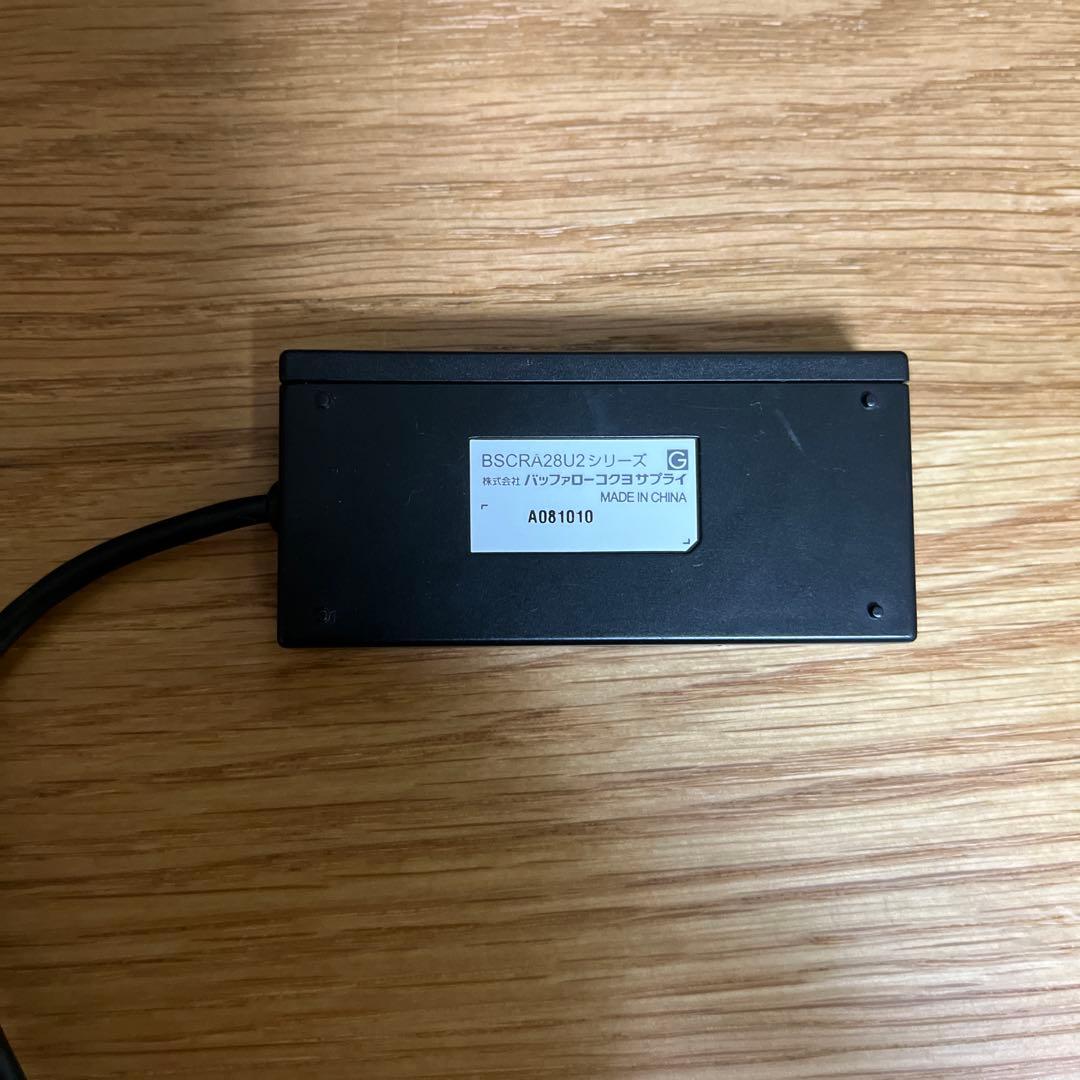 BSCRA28U2シリーズ G
株式会社 バッファローコクヨサプライ
MADE IN CHINA
A081010